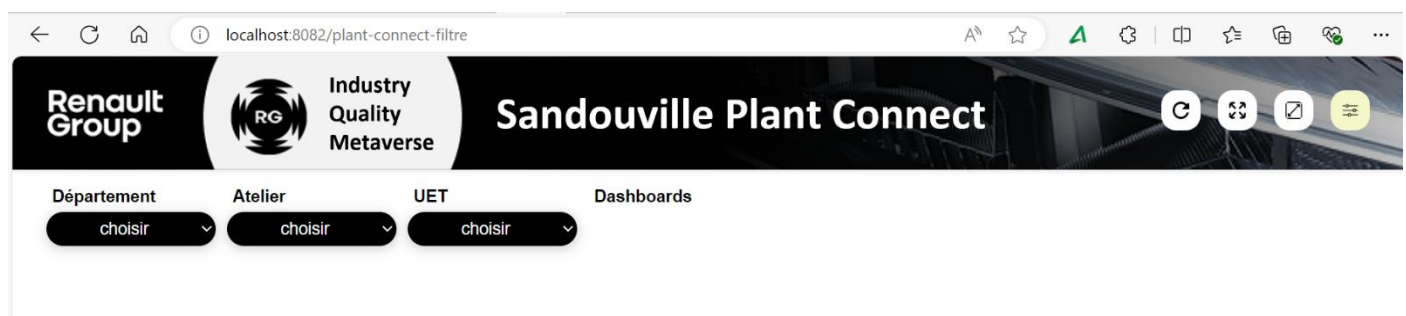 localhost:8082/plant-connect-filtre
Renault
Group
RG
Industry
Quality
Metaverse
Sandouville Plant Connect
Département Atelier UET Dashboards
choisir choisir choisir